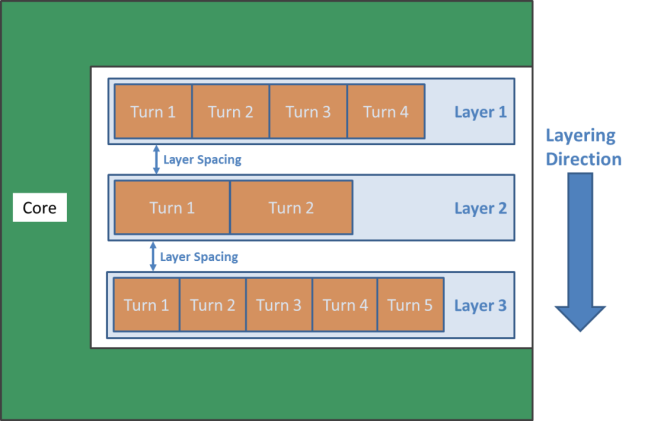 Turn 1 Turn 2 Turn 3 Turn 4 Layer 1
Layering
Direction
Layer Spacing
Core
Turn 1 Turn 2 Layer 2
Layer Spacing
Turn 1 Turn 2 Turn 3 Turn 4 Turn 5 Layer 3